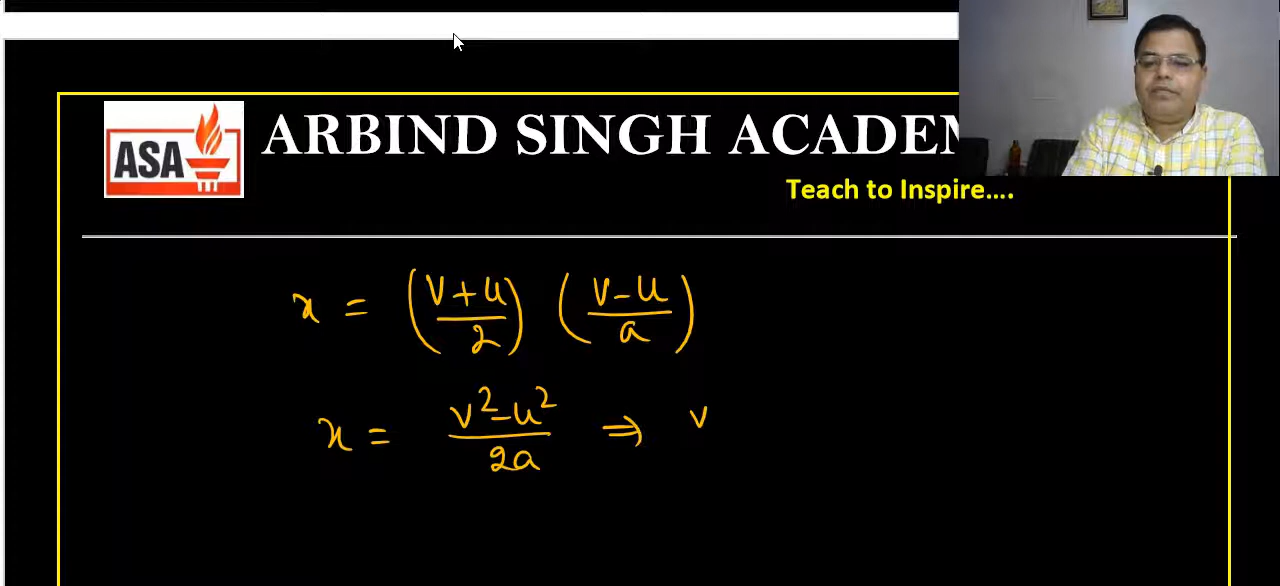 ASA
ARBIND SINGH ACADEM
Teach to Inspire....
x = (v+u/2) (v-u/a)
x = v²-u²/2a ⇒ v